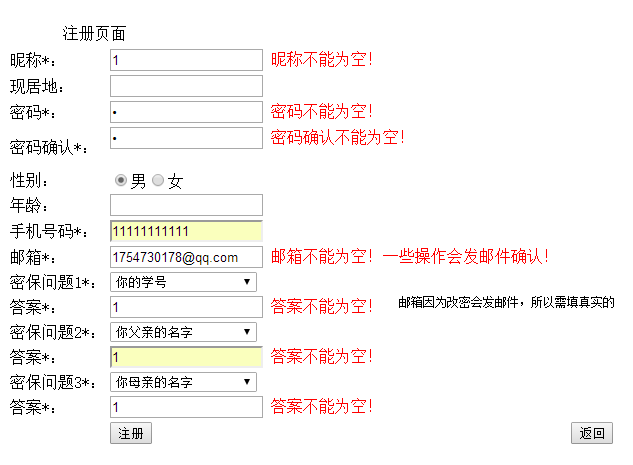 注册页面
昵称*： 1 昵称不能为空！
现居地：
密码*： • 密码不能为空！
密码确认*： • 密码确认不能为空！
性别： 男 女
年龄：
手机号码*： 11111111111
邮箱*： 1754730178@qq.com 邮箱不能为空！一些操作会发邮件确认！
密保问题1*： 你的学号
答案*： 1 答案不能为空！ 邮箱因为改密会发邮件，所以需填真实的
密保问题2*： 你父亲的名字
答案*： 1 答案不能为空！
密保问题3*： 你母亲的名字
答案*： 1 答案不能为空！
注册 返回